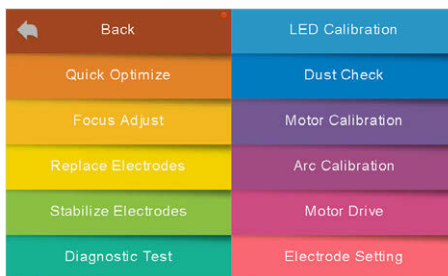 Back
Quick Optimize
Focus Adjust
Replace Electrodes
Stabilize Electrodes
Diagnostic Test
LED Calibration
Dust Check
Motor Calibration
Arc Calibration
Motor Drive
Electrode Setting